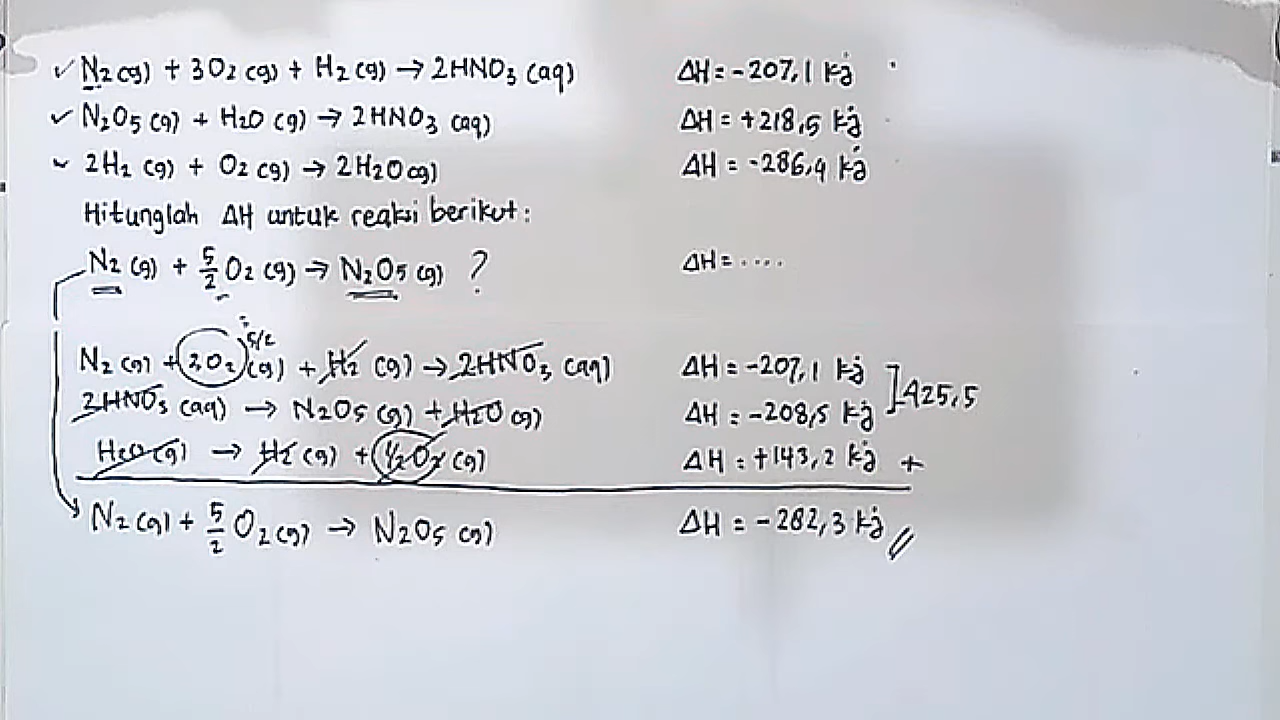 ✓ N2(g) + 3O2(g) + H2(g) → 2HNO3(aq) ΔH = -207,1 kj
✓ N2O5(g) + H2O(g) → 2HNO3(aq) ΔH = +218,5 kj
✓ 2H2(g) + O2(g) → 2H2O(g) ΔH = -286,4 kj
Hitunglah ΔH untuk reaksi berikut:
N2(g) + 5/2 O2(g) → N2O5(g) ? ΔH = ....
5/2
N2(g) + 3O2(g) + H2(g) → 2HNO3(aq) ΔH = -207,1 kj
2HNO3(aq) → N2O5(g) + H2O(g) ΔH = -208,5 kj ] -425,5
H2O(g) → H2(g) + 1/2O2(g) ΔH = +143,2 kj +
N2(g) + 5/2 O2(g) → N2O5(g) ΔH = -282,3 kj //